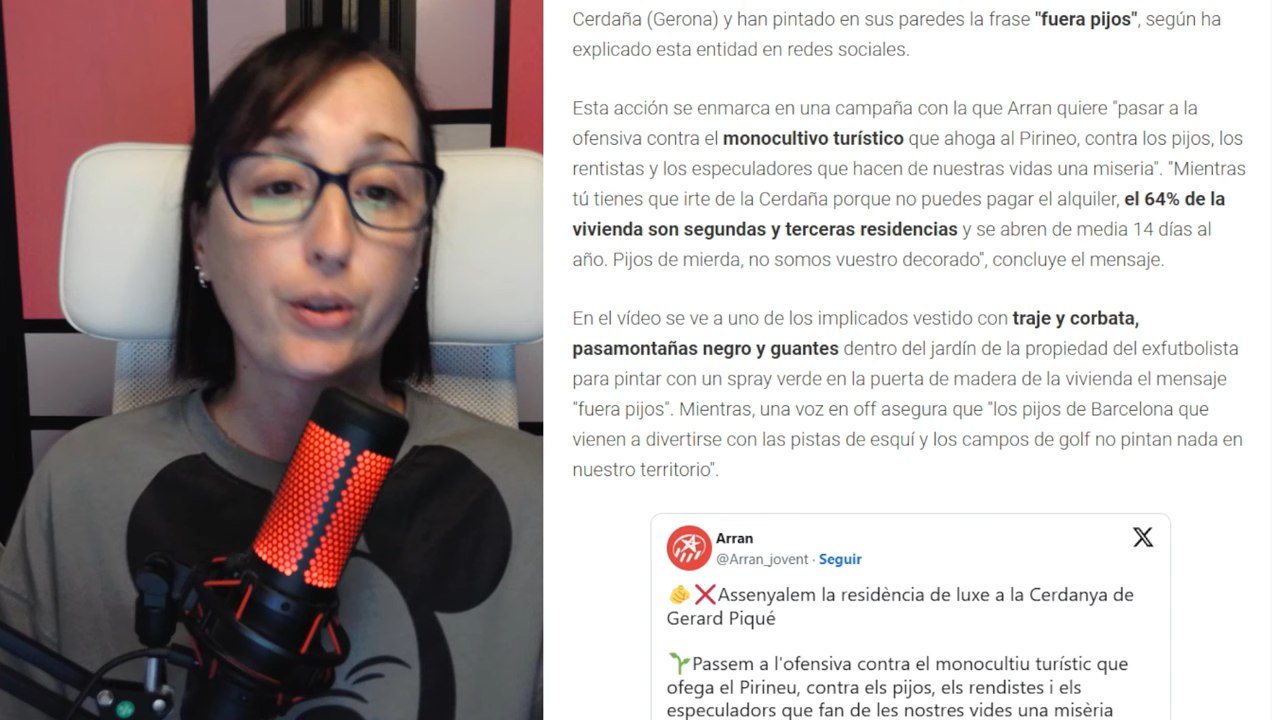 Cerdaña (Gerona) y han pintado en sus paredes la frase "fuera pijos", según ha
explicado esta entidad en redes sociales.
Esta acción se enmarca en una campaña con la que Arran quiere "pasar a la
ofensiva contra el monocultivo turístico que ahoga al Pirineo, contra los pijos, los
rentistas y los especuladores que hacen de nuestras vidas una miseria". "Mientras
tú tienes que irte de la Cerdaña porque no puedes pagar el alquiler, el 64% de la
vivienda son segundas y terceras residencias y se abren de media 14 días al
año. Pijos de mierda, no somos vuestro decorado", concluye el mensaje.
En el vídeo se ve a uno de los implicados vestido con traje y corbata,
pasamontañas negro y guantes dentro del jardín de la propiedad del exfutbolista
para pintar con un spray verde en la puerta de madera de la vivienda el mensaje
"fuera pijos". Mientras, una voz en off asegura que "los pijos de Barcelona que
vienen a divertirse con las pistas de esquí y los campos de golf no pintan nada en
nuestro territorio".
Arran
@Arran_jovent · Seguir
Assenyalem la residència de luxe a la Cerdanya de
Gerard Piqué
Passem a l'ofensiva contra el monocultiu turístic que
ofega el Pirineu, contra els pijos, els rendistes i els
especuladors que fan de les nostres vides una misèria